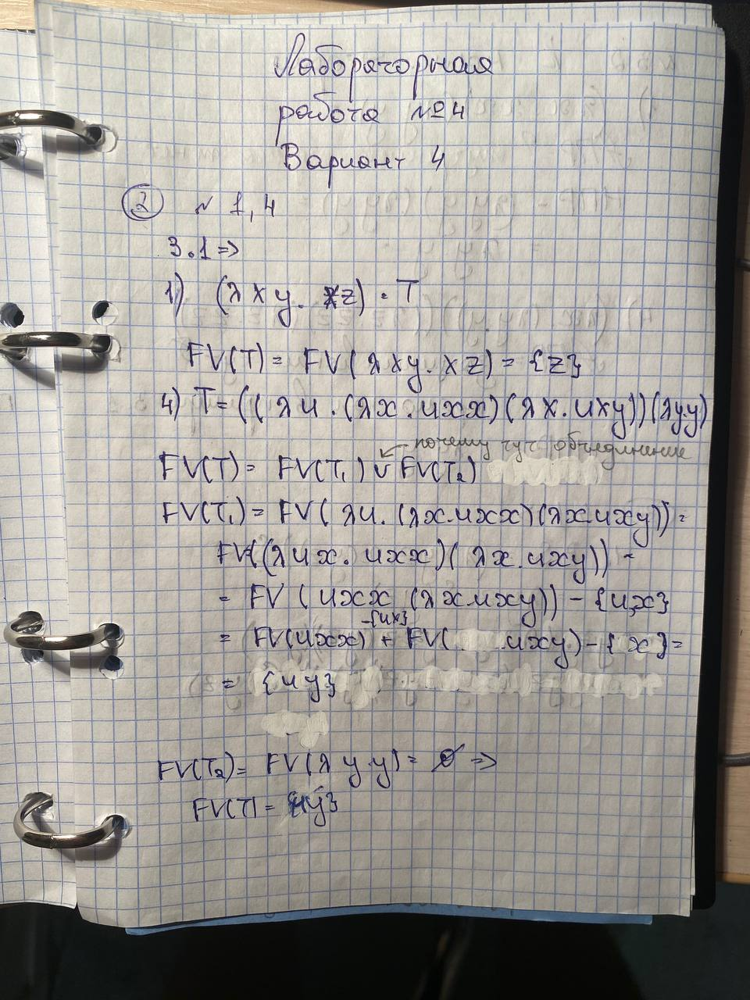 Лабораторная
работа №4
Вариант 4
② № 1,4
3.1 =>
1) (λxy. xz) · T
FV(T) = FV(λxy. xz) = {z}
4) T = ((λu.(λx.uxx)(λx.uxy))(λy.y)
почему тут объединение
FV(T) = FV(T₁) ∪ FV(T₂)
FV(T₁) = FV(λu.(λx.uxx)(λx.uxy)) =
FV((λux.uxx)(λx.uxy)) =
= FV(uxx(λx.uxy)) - {u,x}
-{ux}
= FV(uxx) + FV( uxy) - {x} =
= {uy}
FV(T₂) = FV(λyy) = ∅ =>
FV(T) = {y}